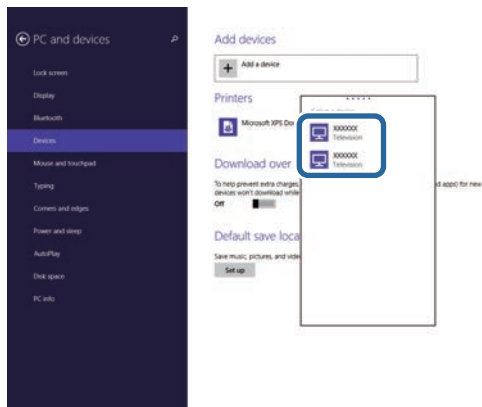 PC and devices
Lock screen
Display
Bluetooth
Devices
Mouse and touchpad
Typing
Corners and edges
Power and sleep
AutoPlay
Disk space
PC info
Add devices
+ Add a device
Printers
Microsoft XPS Doc
Download over
To help prevent extra charges,
d apps) for new
devices won't download while
Off
Default save loca
Save music, pictures, and vide
Set up
XXXXXX
Television
XXXXXX
Television